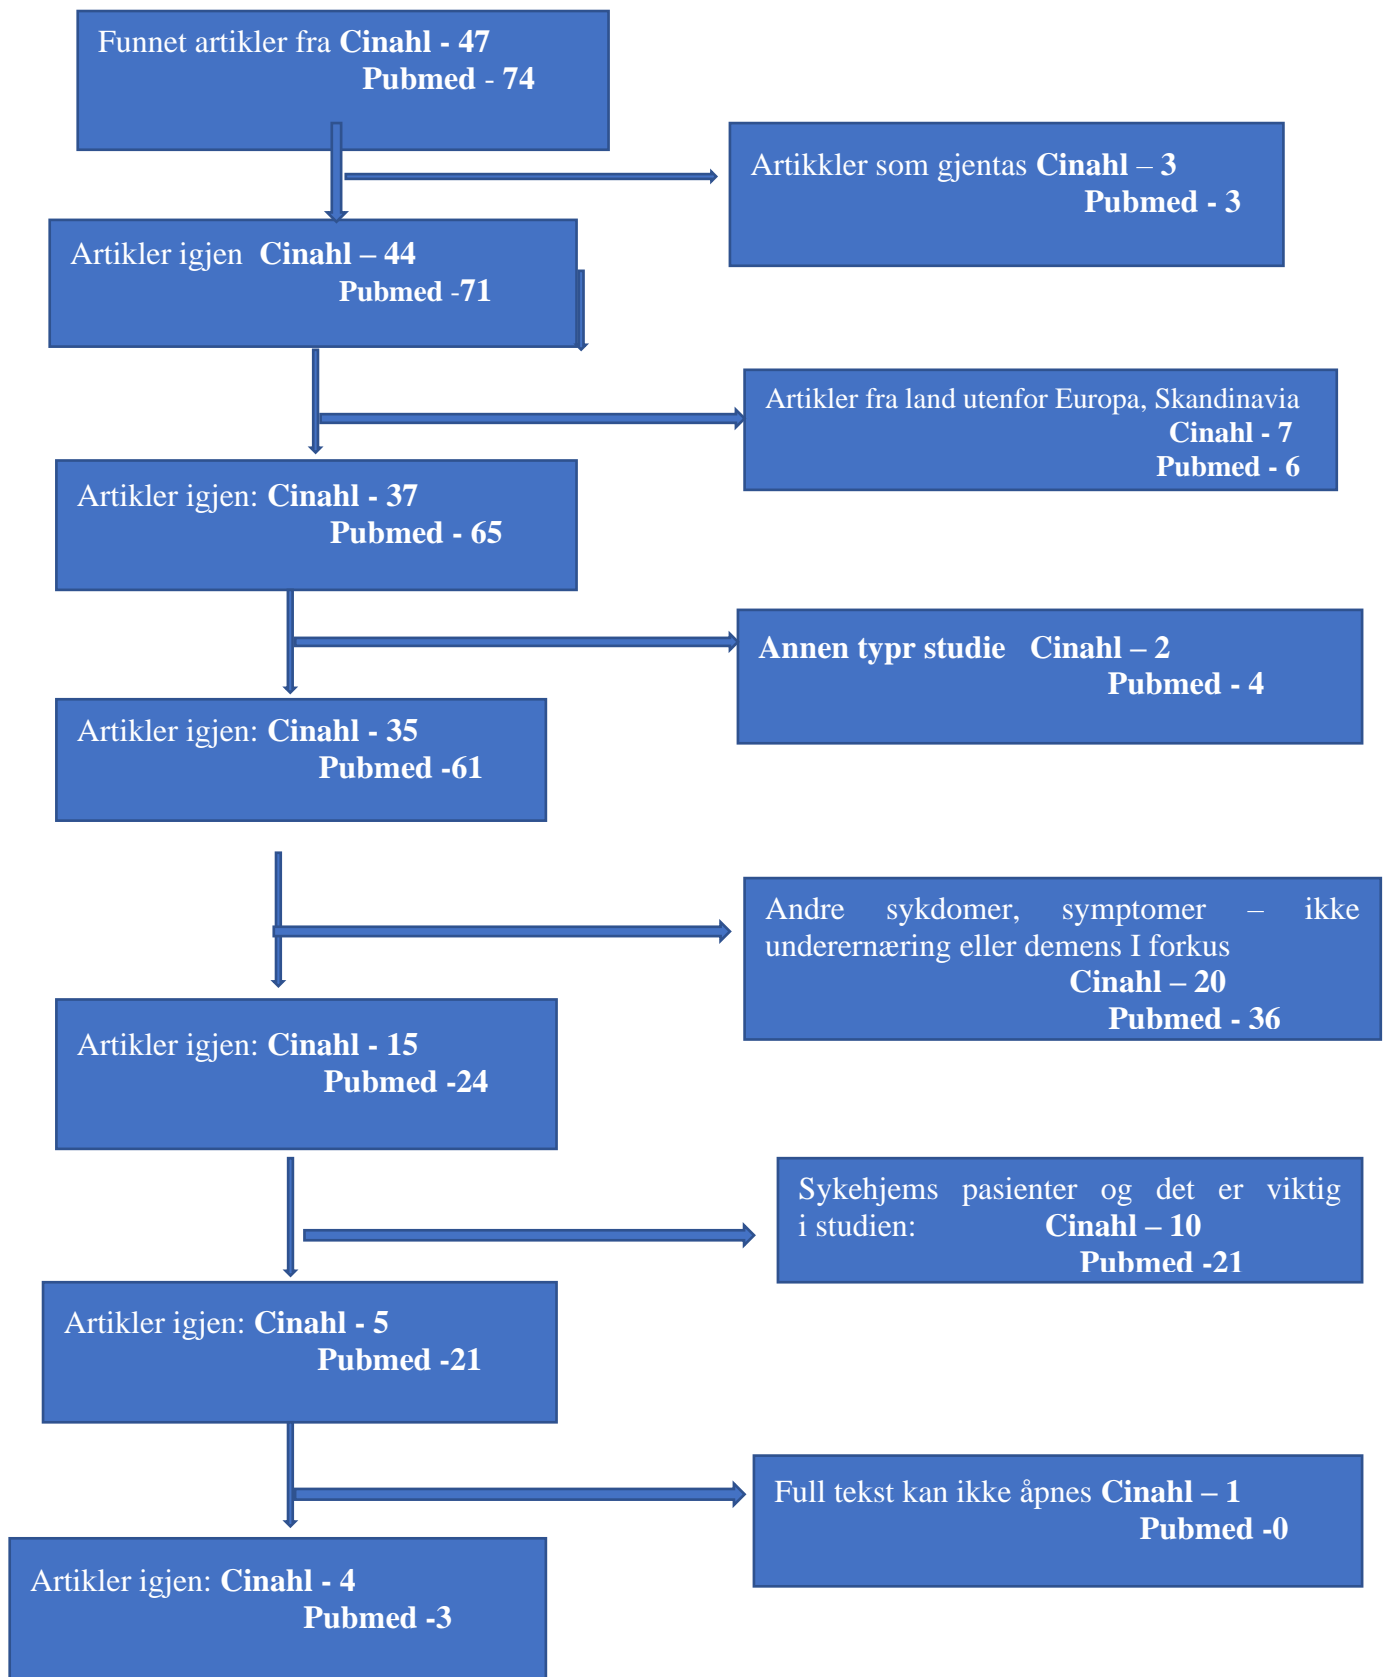 Funnet artikler fra Cinahl - 47
Pubmed - 74
Artikkler som gjentas Cinahl – 3
Pubmed - 3
Artikler igjen Cinahl – 44
Pubmed -71
Artikler fra land utenfor Europa, Skandinavia
Cinahl - 7
Pubmed - 6
Artikler igjen: Cinahl - 37
Pubmed - 65
Annen typr studie Cinahl – 2
Pubmed - 4
Artikler igjen: Cinahl - 35
Pubmed -61
Andre sykdomer, symptomer – ikke
underernæring eller demens I forkus
Cinahl – 20
Pubmed - 36
Artikler igjen: Cinahl - 15
Pubmed -24
Sykehjems pasienter og det er viktig
i studien: Cinahl – 10
Pubmed -21
Artikler igjen: Cinahl - 5
Pubmed -21
Full tekst kan ikke åpnes Cinahl – 1
Pubmed -0
Artikler igjen: Cinahl - 4
Pubmed -3